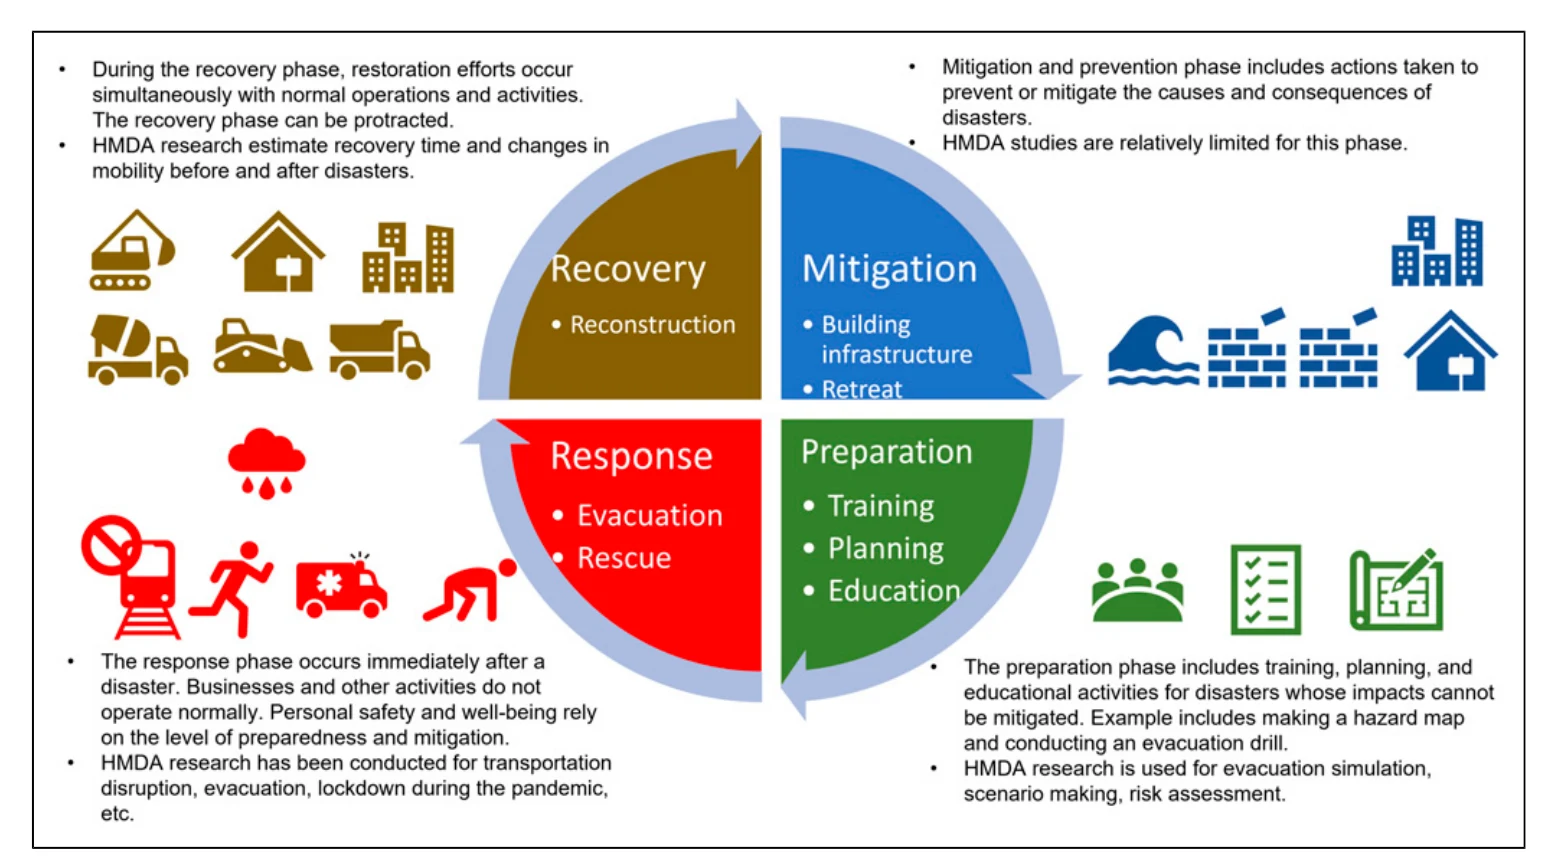 • During the recovery phase, restoration efforts occur
simultaneously with normal operations and activities.
The recovery phase can be protracted.
• HMDA research estimate recovery time and changes in
mobility before and after disasters.
• Mitigation and prevention phase includes actions taken to
prevent or mitigate the causes and consequences of
disasters.
• HMDA studies are relatively limited for this phase.
Recovery
• Reconstruction
Mitigation
• Building
infrastructure
• Retreat
Response
• Evacuation
• Rescue
Preparation
• Training
• Planning
• Education
• The response phase occurs immediately after a
disaster. Businesses and other activities do not
operate normally. Personal safety and well-being rely
on the level of preparedness and mitigation.
• HMDA research has been conducted for transportation
disruption, evacuation, lockdown during the pandemic,
etc.
• The preparation phase includes training, planning, and
educational activities for disasters whose impacts cannot
be mitigated. Example includes making a hazard map
and conducting an evacuation drill.
• HMDA research is used for evacuation simulation,
scenario making, risk assessment.